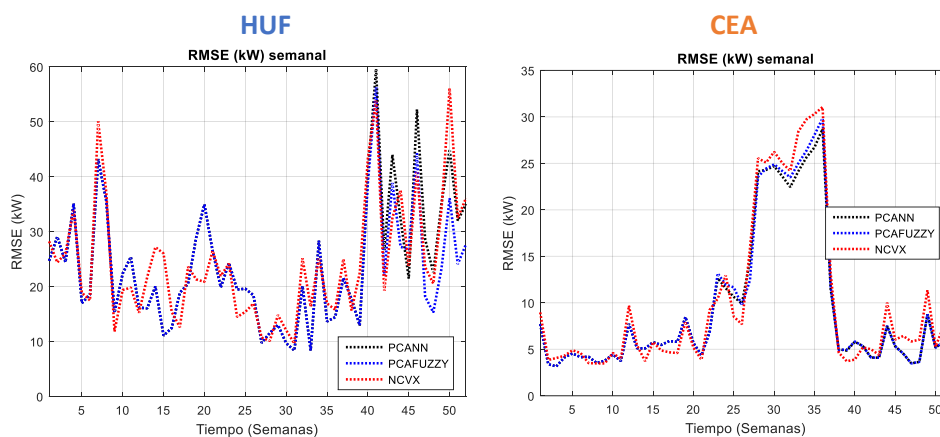 HUF
RMSE (kW) semanal
RMSE (kW)
60
50
40
30
20
10
0
5 10 15 20 25 30 35 40 45 50
Tiempo (Semanas)
PCANN
PCAFUZZY
NCVX
CEA
RMSE (kW) semanal
RMSE (kW)
35
30
25
20
15
10
5
0
5 10 15 20 25 30 35 40 45 50
Tiempo (Semanas)
PCANN
PCAFUZZY
NCVX